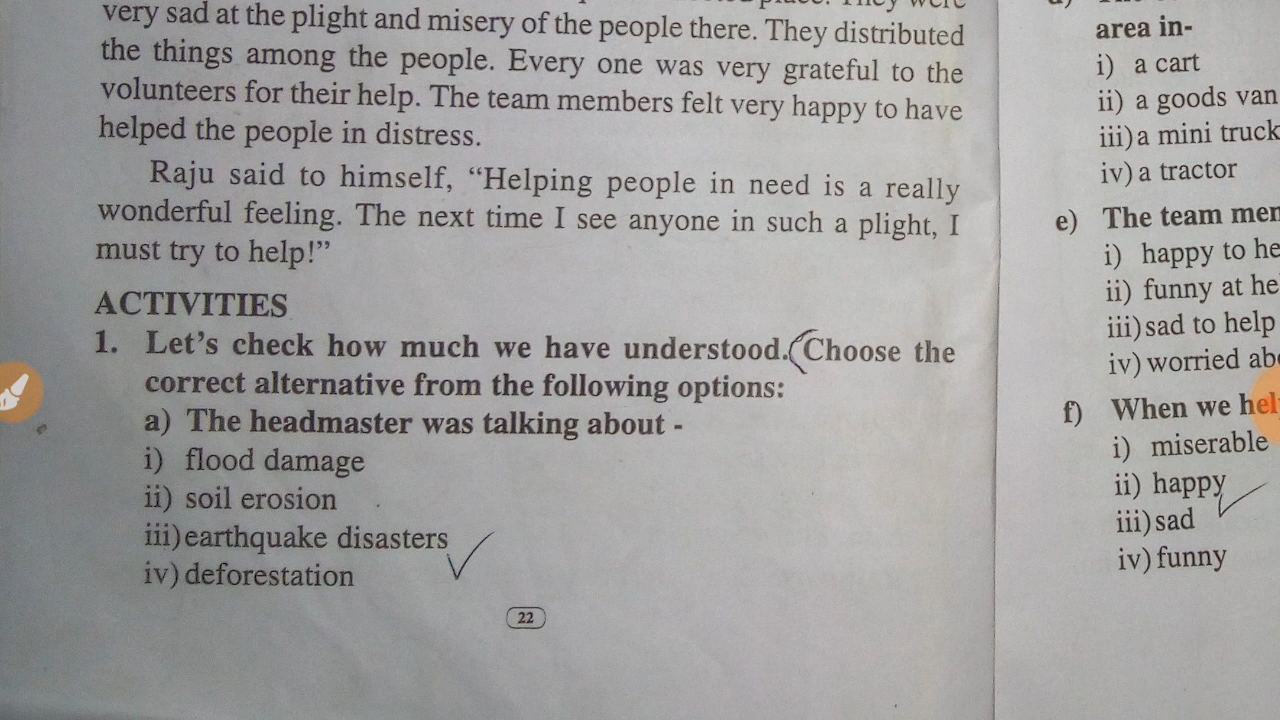 very sad at the plight and misery of the people there. They distributed
the things among the people. Every one was very grateful to the
volunteers for their help. The team members felt very happy to have
helped the people in distress.
Raju said to himself, “Helping people in need is a really
wonderful feeling. The next time I see anyone in such a plight, I
must try to help!”
ACTIVITIES
1. Let's check how much we have understood. (Choose the
correct alternative from the following options:
a) The headmaster was talking about -
i) flood damage
ii) soil erosion
iii) earthquake disasters
iv) deforestation
22
area in-
i) a cart
ii) a goods van
iii) a mini truck
iv) a tractor
e) The team
i) happy to
ii) funny at
iii) sad to help
iv) worried
f) When we
i) miserable
ii) happy
iii) sad
iv) funny